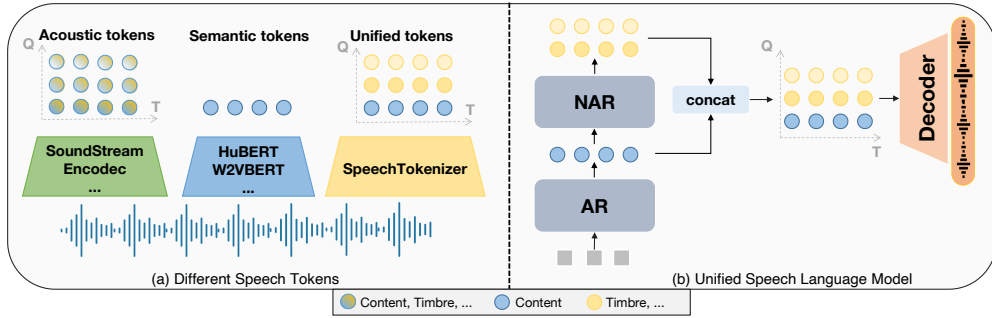 Acoustic tokens
Semantic tokens
Unified tokens
Q
T
Q
T
SoundStream
Encodec
...
HuBERT
W2VBERT
...
SpeechTokenizer
(a) Different Speech Tokens
NAR
AR
concat
Q
T
Decoder
(b) Unified Speech Language Model
Content, Timbre, ...
Content
Timbre, ...